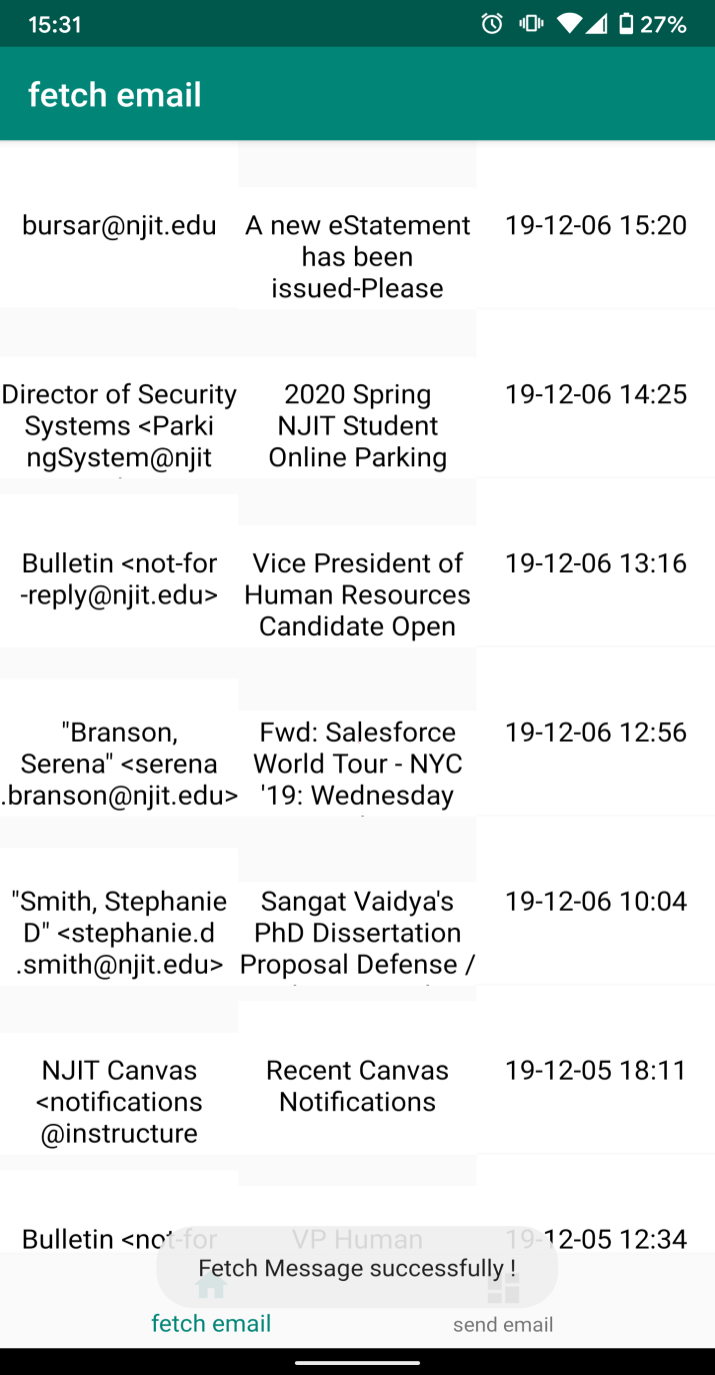 15:31
27%
fetch email
bursar@njit.edu
A new eStatement
has been
issued-Please
19-12-06 15:20
Director of Security
Systems <Parki
ngSystem@njit
2020 Spring
NJIT Student
Online Parking
19-12-06 14:25
Bulletin <not-for
-reply@njit.edu>
Vice President of
Human Resources
Candidate Open
19-12-06 13:16
"Branson,
Serena" <serena
.branson@njit.edu>
Fwd: Salesforce
World Tour - NYC
'19: Wednesday
19-12-06 12:56
"Smith, Stephanie
D" <stephanie.d
.smith@njit.edu>
Sangat Vaidya's
PhD Dissertation
Proposal Defense /
19-12-06 10:04
NJIT Canvas
<notifications
@instructure
Recent Canvas
Notifications
19-12-05 18:11
Bulletin <not-for
VP Human
19-12-05 12:34
Fetch Message successfully !
fetch email
send email